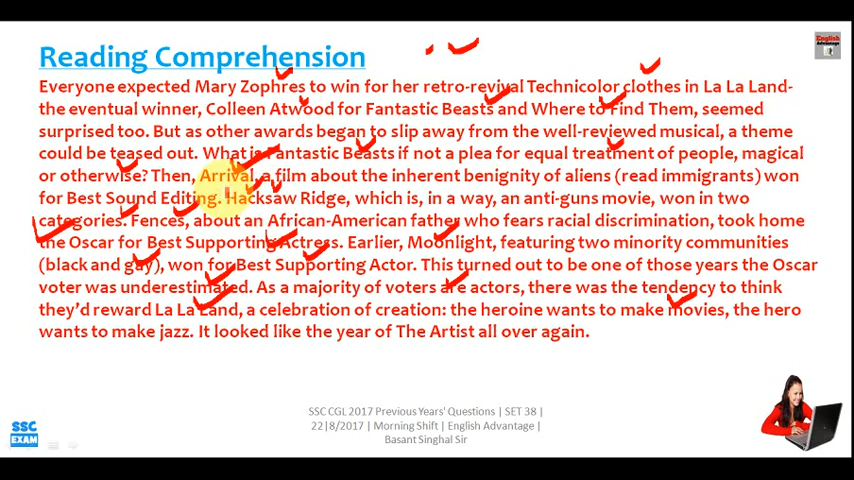 Reading Comprehension
English
Advantage
Everyone expected Mary Zophres to win for her retro-revival Technicolor clothes in La La Land-
the eventual winner, Colleen Atwood for Fantastic Beasts and Where to Find Them, seemed
surprised too. But as other awards began to slip away from the well-reviewed musical, a theme
could be teased out. What is Fantastic Beasts if not a plea for equal treatment of people, magical
or otherwise? Then, Arrival, a film about the inherent benignity of aliens (read immigrants) won
for Best Sound Editing. Hacksaw Ridge, which is, in a way, an anti-guns movie, won in two
categories. Fences, about an African-American father who fears racial discrimination, took home
the Oscar for Best Supporting Actress. Earlier, Moonlight, featuring two minority communities
(black and gay), won for Best Supporting Actor. This turned out to be one of those years the Oscar
voter was underestimated. As a majority of voters are actors, there was the tendency to think
they'd reward La La Land, a celebration of creation: the heroine wants to make movies, the hero
wants to make jazz. It looked like the year of The Artist all over again.
SSC CGL 2017 Previous Years' Questions | SET 38 |
22|8/2017 | Morning Shift | English Advantage |
Basant Singhal Sir
SSC
EXAM